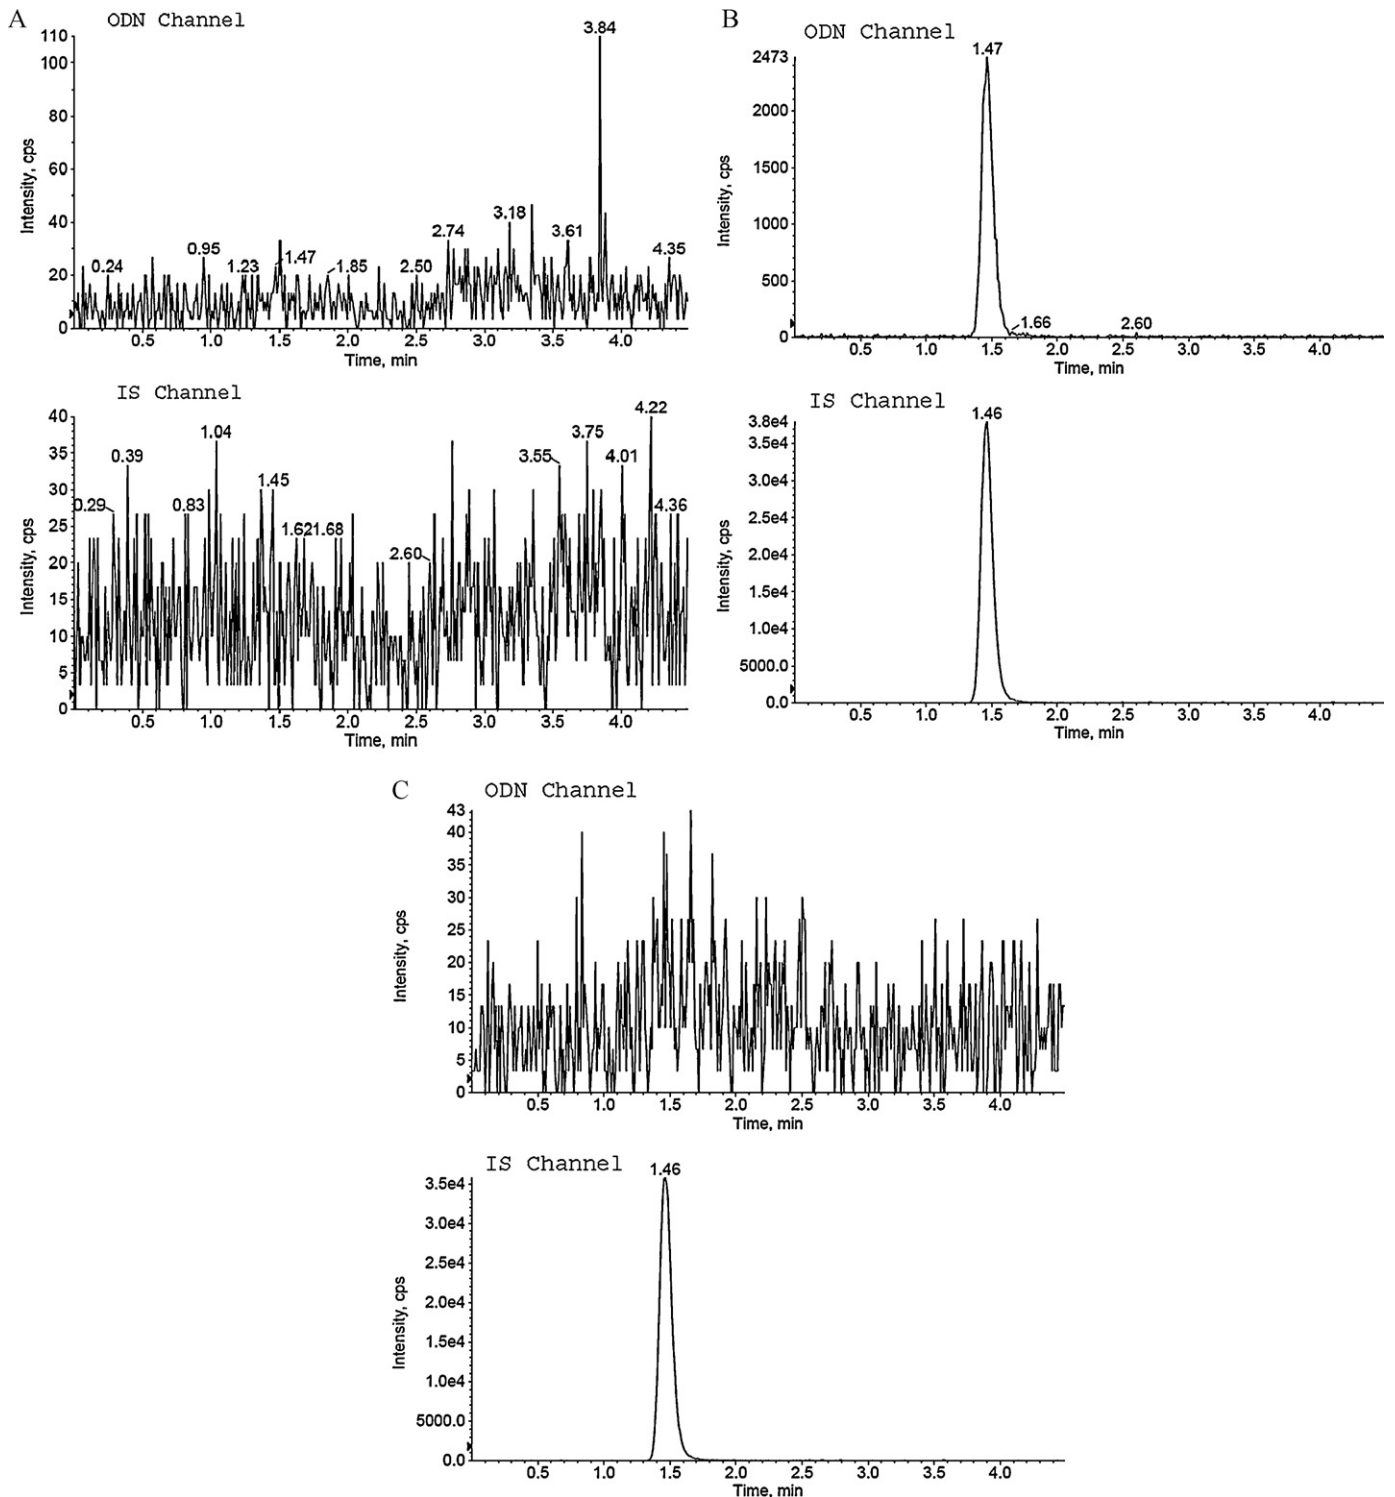 A
ODN Channel
110
100
80
60
40
20
0
Intensity, cps
0.24
0.95
1.23
1.47
1.85
2.50
2.74
3.18
3.61
3.84
4.35
0.5 1.0 1.5 2.0 2.5 3.0 3.5 4.0
Time, min
IS Channel
40
35
30
25
20
15
10
5
0
Intensity, cps
0.29
0.39
0.83
1.04
1.45
1.62
1.68
2.60
3.55
3.75
4.01
4.22
4.36
0.5 1.0 1.5 2.0 2.5 3.0 3.5 4.0
Time, min
B
ODN Channel
2473
2000
1500
1000
500
0
Intensity, cps
1.47
1.66
2.60
0.5 1.0 1.5 2.0 2.5 3.0 3.5 4.0
Time, min
IS Channel
3.8e4
3.5e4
3.0e4
2.5e4
2.0e4
1.5e4
1.0e4
5000.0
0.0
Intensity, cps
1.46
0.5 1.0 1.5 2.0 2.5 3.0 3.5 4.0
Time, min
C
ODN Channel
43
40
35
30
25
20
15
10
5
0
Intensity, cps
0.5 1.0 1.5 2.0 2.5 3.0 3.5 4.0
Time, min
IS Channel
3.5e4
3.0e4
2.5e4
2.0e4
1.5e4
1.0e4
5000.0
0.0
Intensity, cps
1.46
0.5 1.0 1.5 2.0 2.5 3.0 3.5 4.0
Time, min